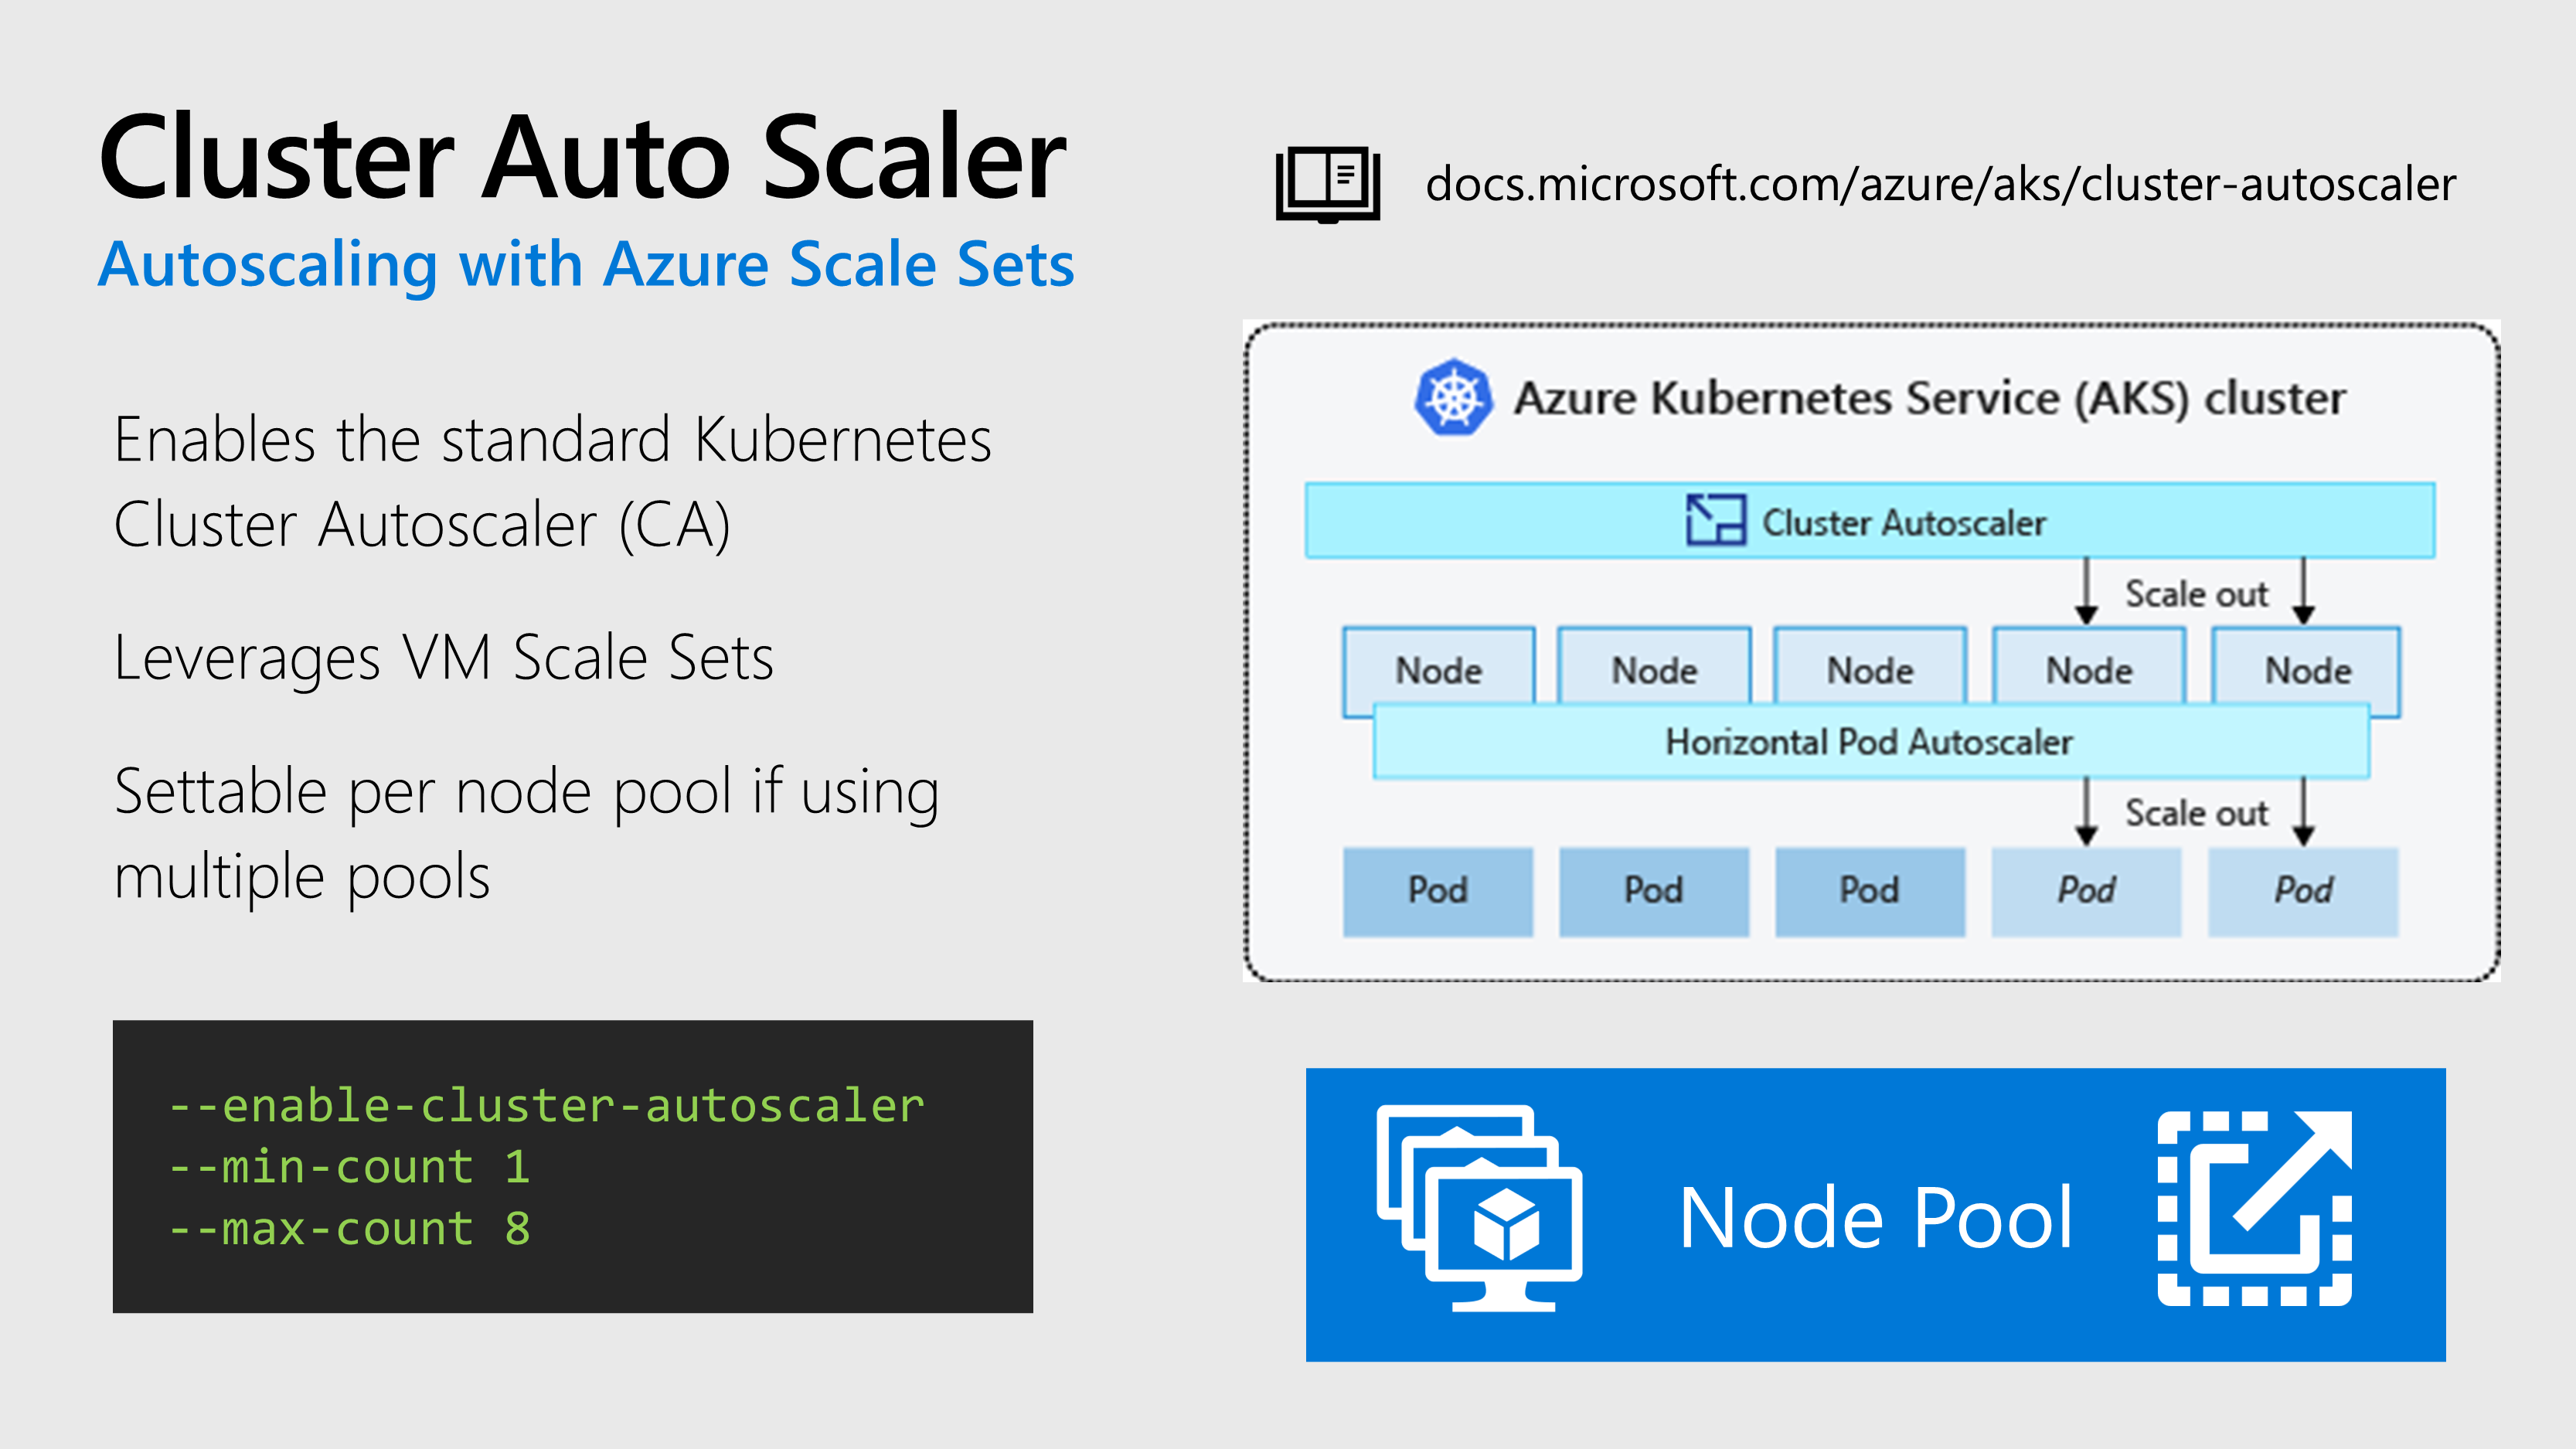 Cluster Auto Scaler
Autoscaling with Azure Scale Sets
docs.microsoft.com/azure/aks/cluster-autoscaler
Enables the standard Kubernetes
Cluster Autoscaler (CA)
Leverages VM Scale Sets
Settable per node pool if using
multiple pools
--enable-cluster-autoscaler
--min-count 1
--max-count 8
Azure Kubernetes Service (AKS) cluster
Cluster Autoscaler
Scale out
Node Node Node Node Node
Horizontal Pod Autoscaler
Scale out
Pod Pod Pod Pod Pod
Node Pool